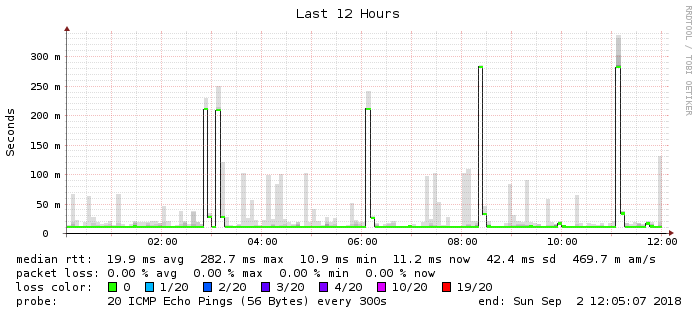 Last 12 Hours
RRDTOOL / TOBI OETIKER
Seconds
300 m
250 m
200 m
150 m
100 m
50 m
0
02:00 04:00 06:00 08:00 10:00 12:00
median rtt: 19.9 ms avg 282.7 ms max 10.9 ms min 11.2 ms now 42.4 ms sd 469.7 m am/s
packet loss: 0.00 % avg 0.00 % max 0.00 % min 0.00 % now
loss color: 0 1/20 2/20 3/20 4/20 10/20 19/20
probe: 20 ICMP Echo Pings (56 Bytes) every 300s end: Sun Sep 2 12:05:07 2018